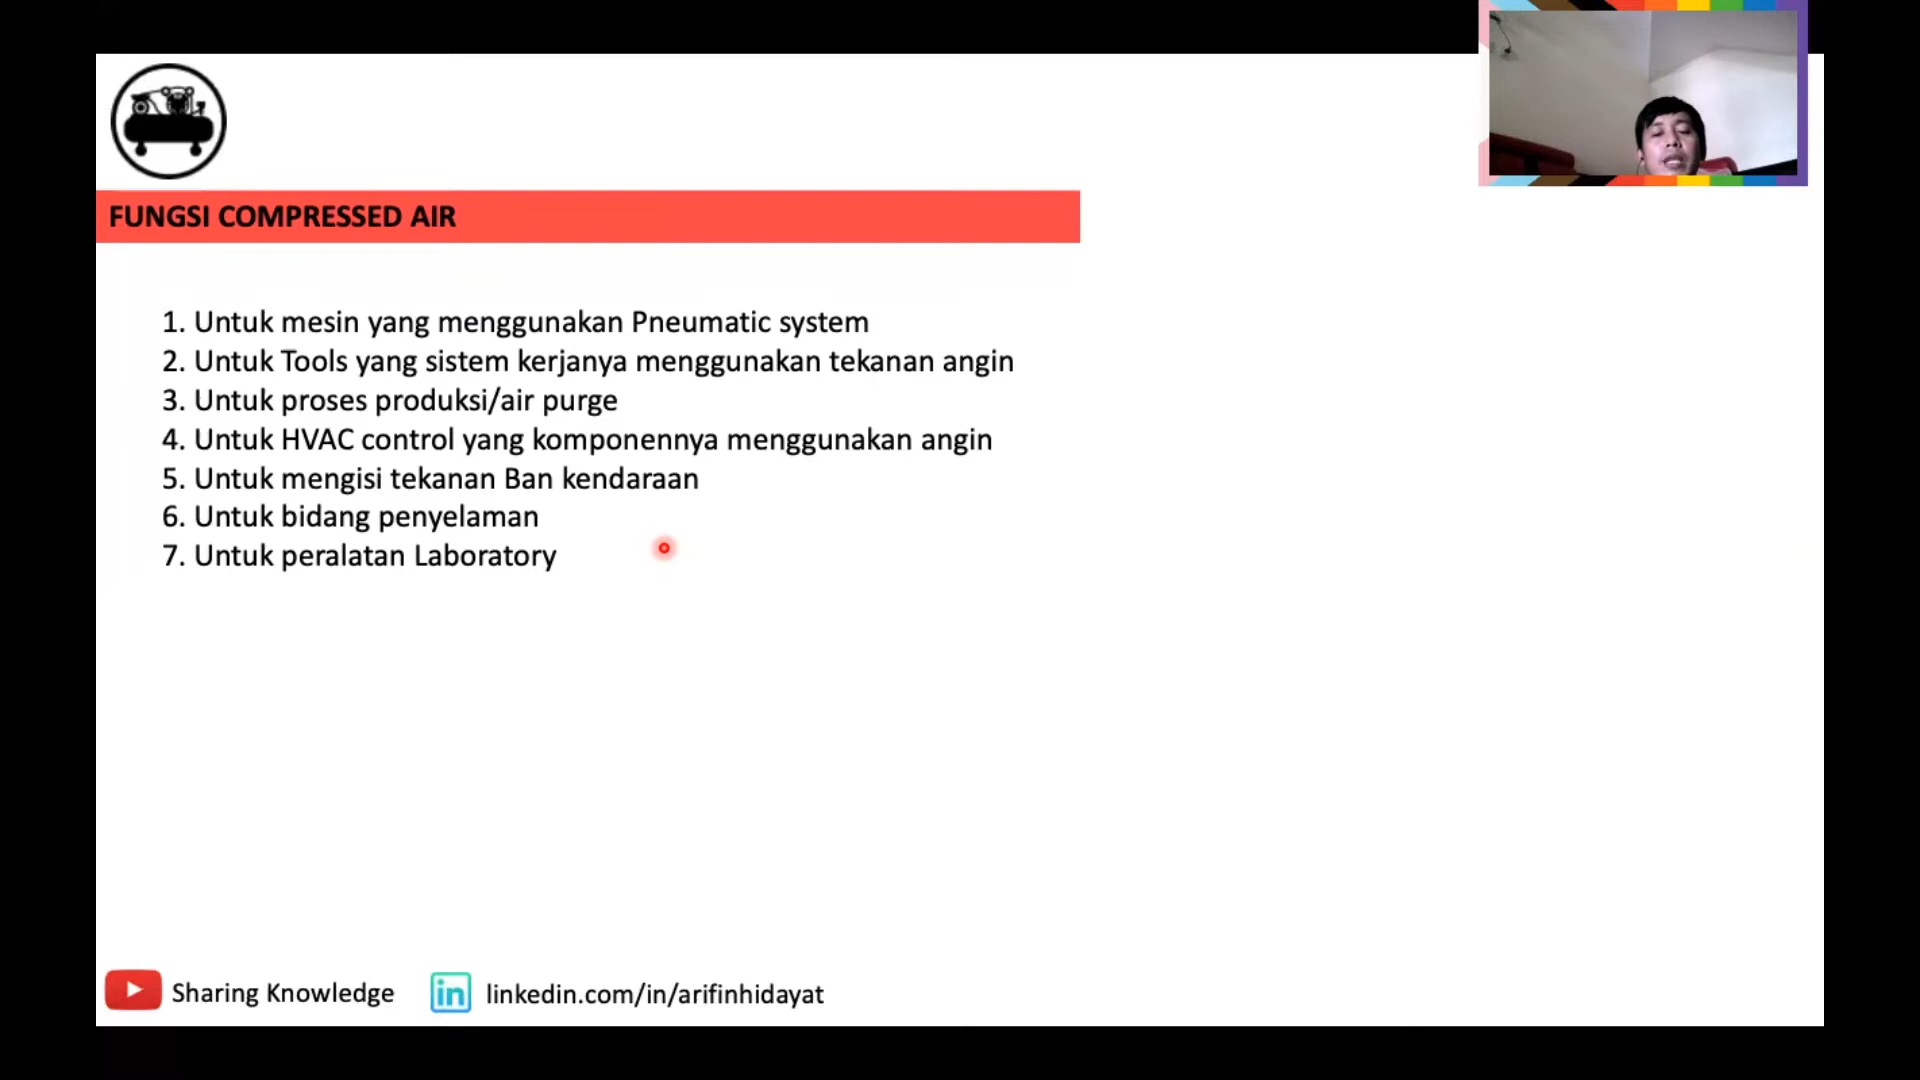 FUNGSI COMPRESSED AIR
1. Untuk mesin yang menggunakan Pneumatic system
2. Untuk Tools yang sistem kerjanya menggunakan tekanan angin
3. Untuk proses produksi/air purge
4. Untuk HVAC control yang komponennya menggunakan angin
5. Untuk mengisi tekanan Ban kendaraan
6. Untuk bidang penyelaman
7. Untuk peralatan Laboratory
Sharing Knowledge
in linkedin.com/in/arifinhidayat